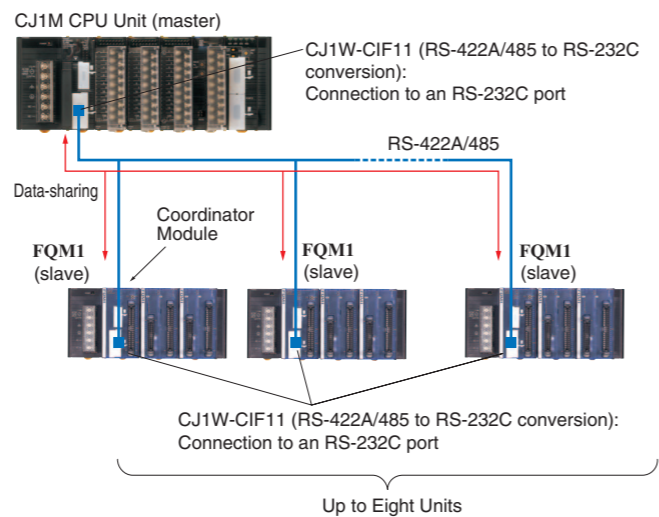 CJ1M CPU Unit (master)
CJ1W-CIF11 (RS-422A/485 to RS-232C
conversion):
Connection to an RS-232C port
RS-422A/485
Data-sharing
Coordinator
Module
FQM1
(slave)
FQM1
(slave)
FQM1
(slave)
CJ1W-CIF11 (RS-422A/485 to RS-232C conversion):
Connection to an RS-232C port
Up to Eight Units